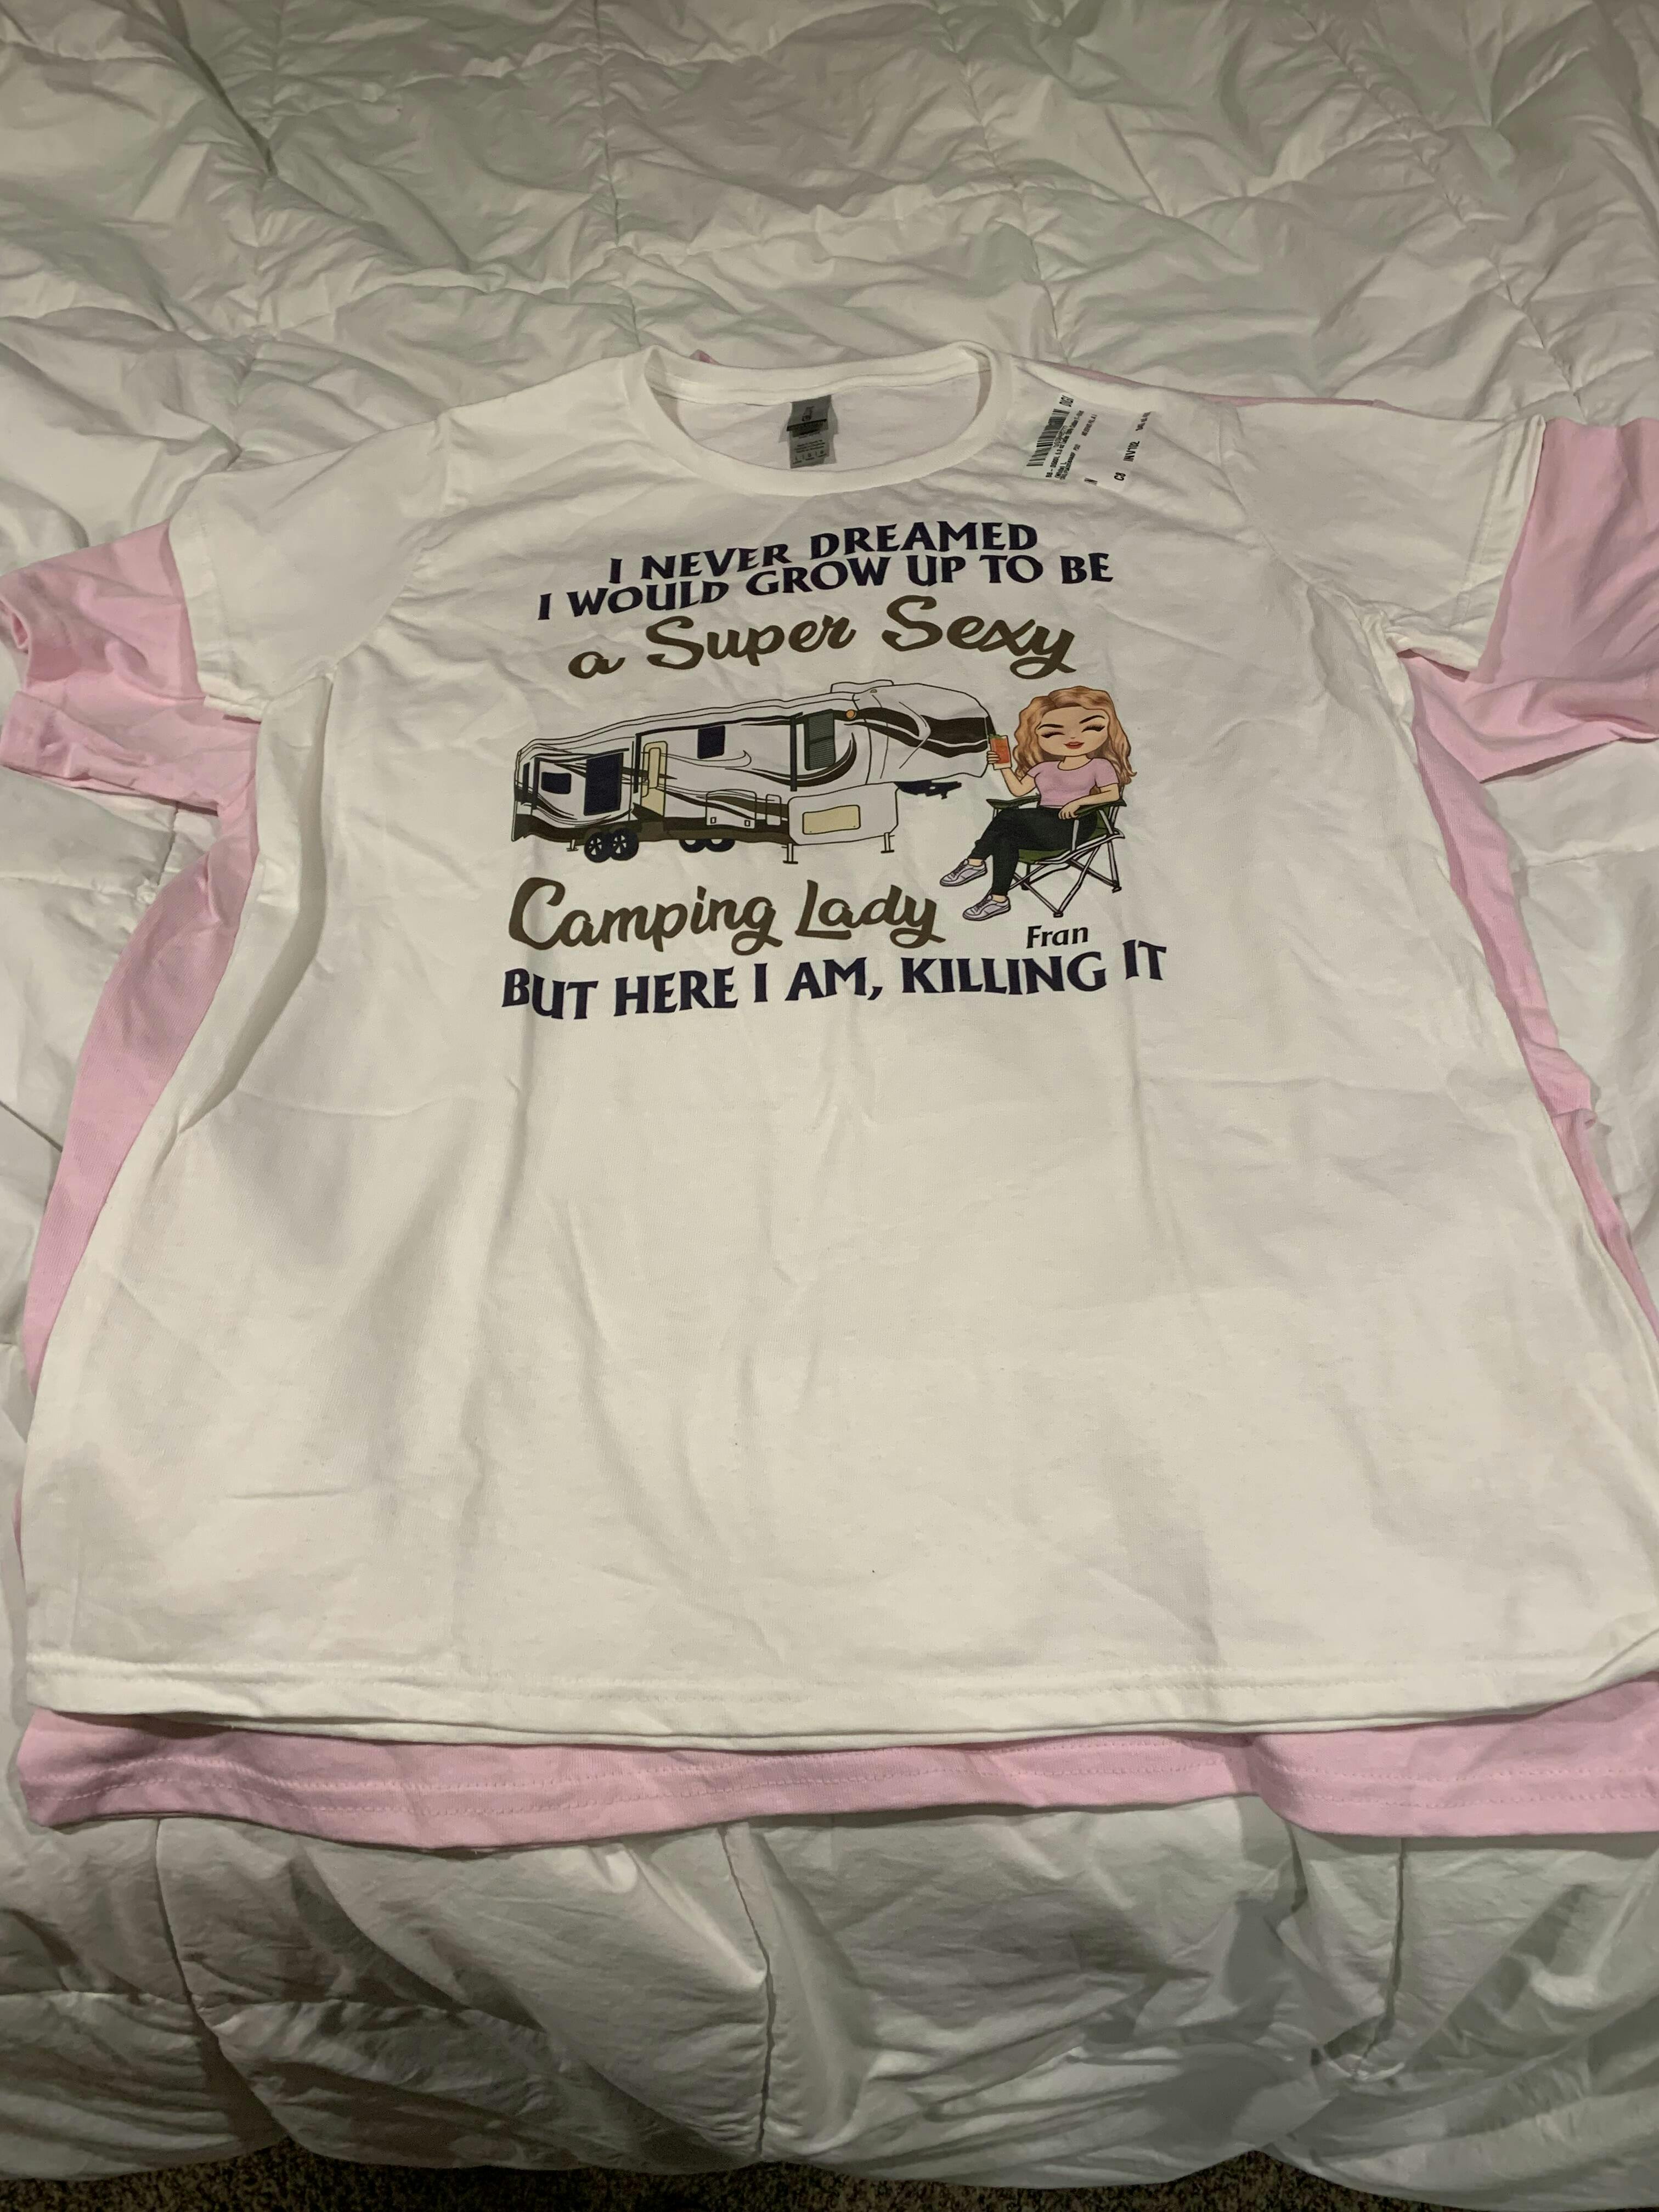 I NEVER DREAMED
I WOULD GROW UP TO BE
a Super Sexy
Camping Lady
Fran
BUT HERE I AM, KILLING IT